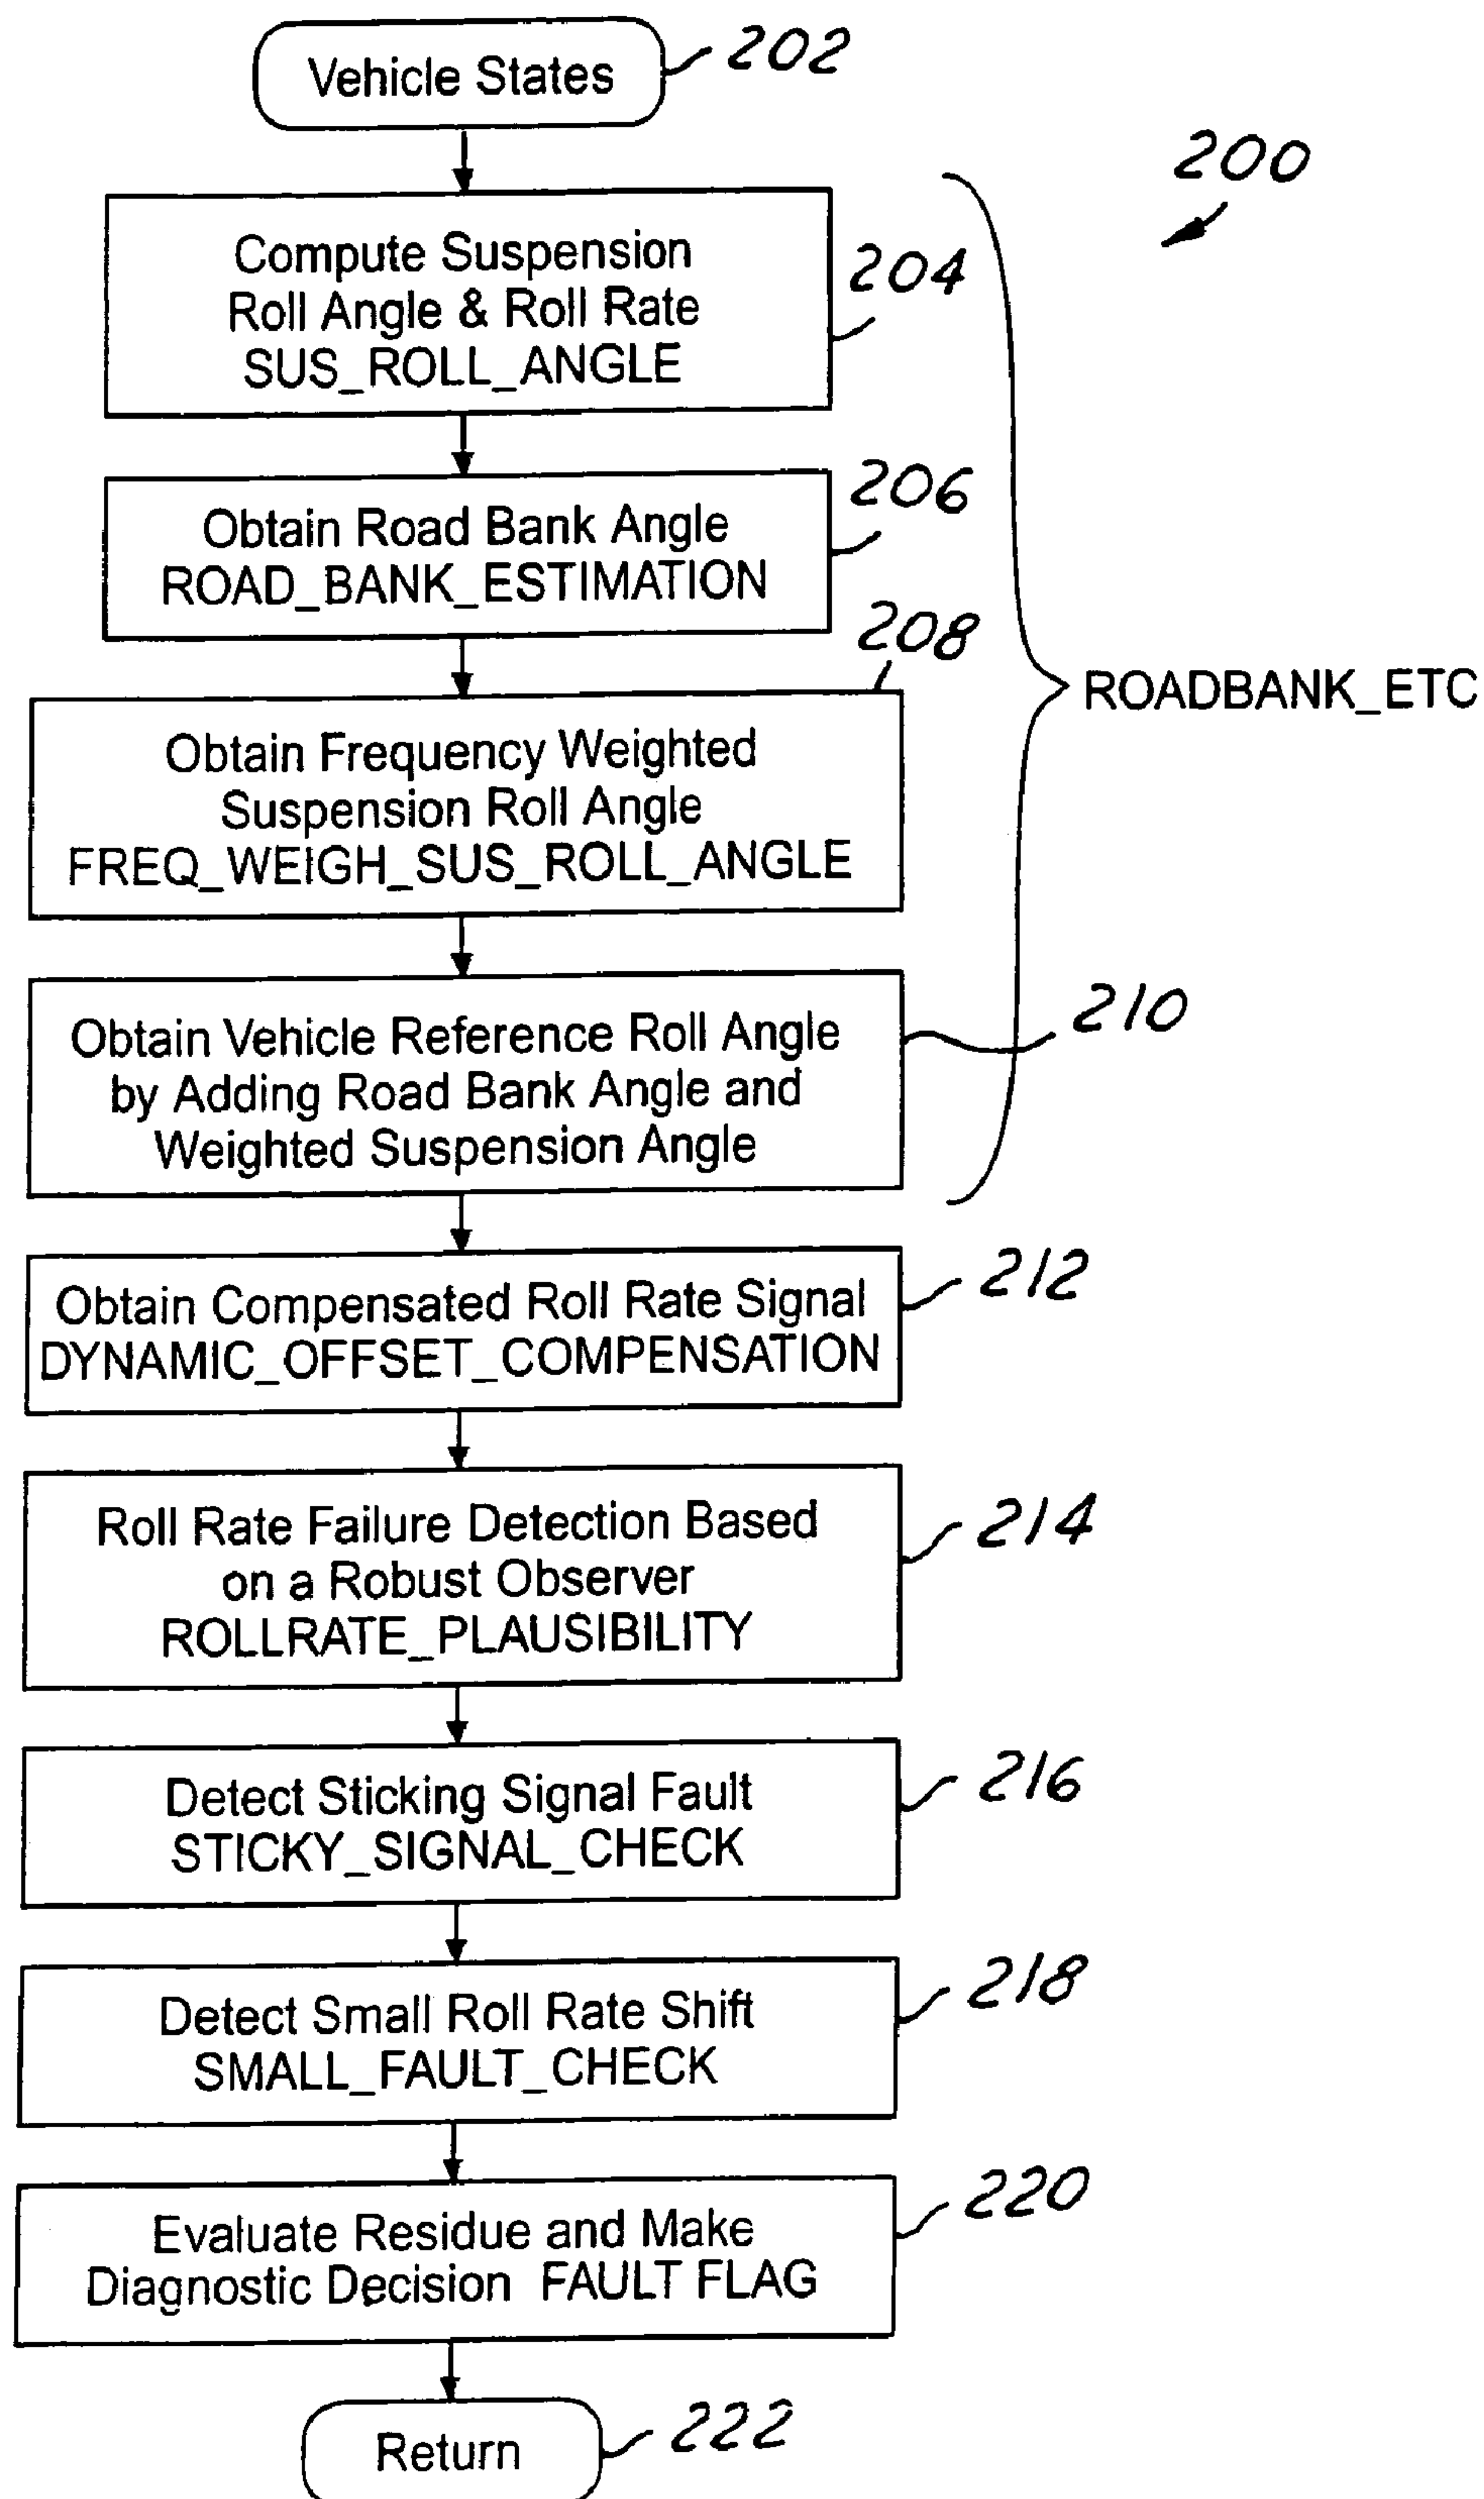 Vehicle States
202
200
Compute Suspension
Roll Angle & Roll Rate
SUS_ROLL_ANGLE
204
Obtain Road Bank Angle
ROAD_BANK_ESTIMATION
206
208
Obtain Frequency Weighted
Suspension Roll Angle
FREQ_WEIGH_SUS_ROLL_ANGLE
ROADBANK_ETC
Obtain Vehicle Reference Roll Angle
by Adding Road Bank Angle and
Weighted Suspension Angle
210
Obtain Compensated Roll Rate Signal
DYNAMIC_OFFSET_COMPENSATION
212
Roll Rate Failure Detection Based
on a Robust Observer
ROLLRATE_PLAUSIBILITY
214
Detect Sticking Signal Fault
STICKY_SIGNAL_CHECK
216
Detect Small Roll Rate Shift
SMALL_FAULT_CHECK
218
Evaluate Residue and Make
Diagnostic Decision FAULT FLAG
220
Return
222